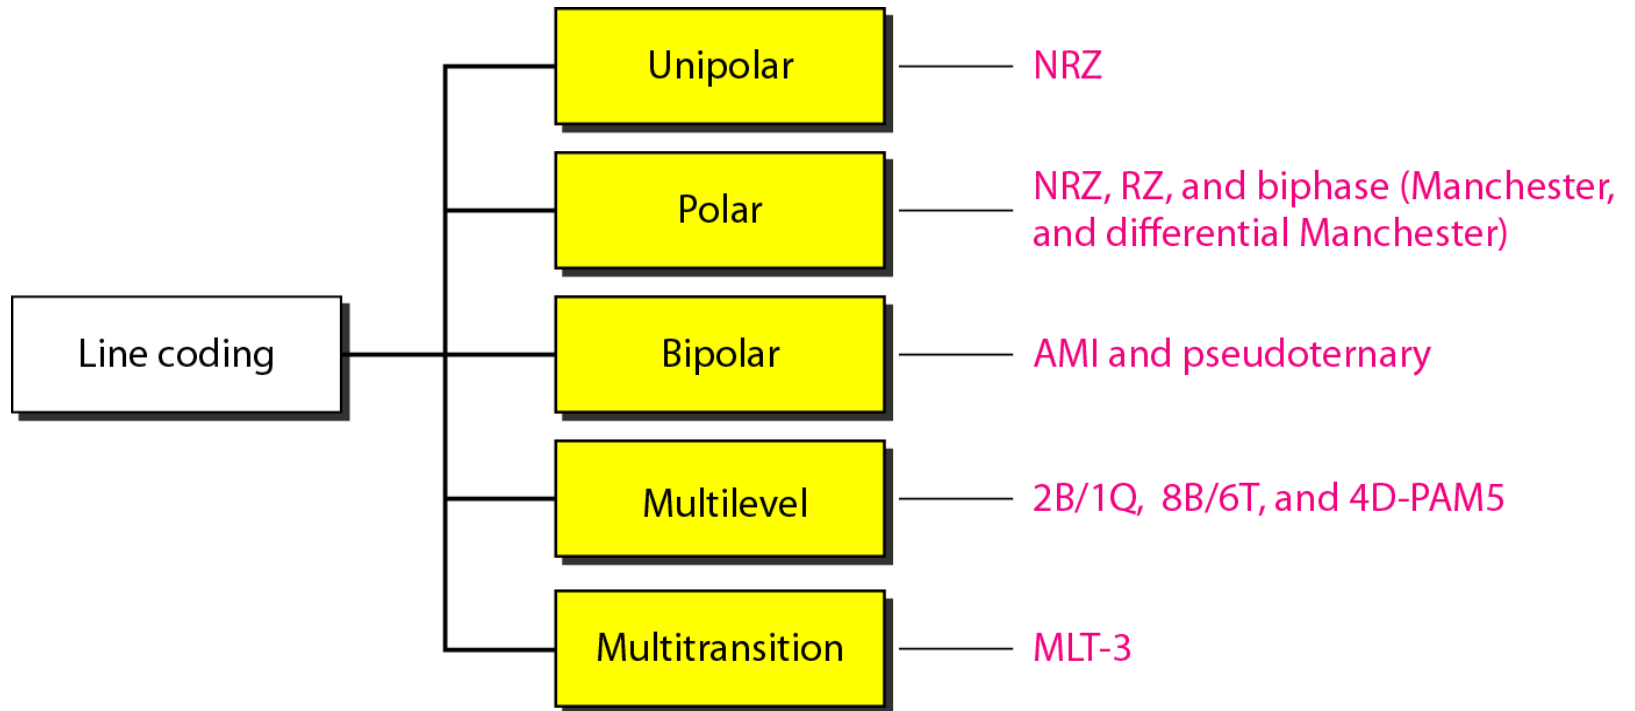 Line coding
Unipolar
NRZ
Polar
NRZ, RZ, and biphase (Manchester,
and differential Manchester)
Bipolar
AMI and pseudoternary
Multilevel
2B/1Q, 8B/6T, and 4D-PAM5
Multitransition
MLT-3